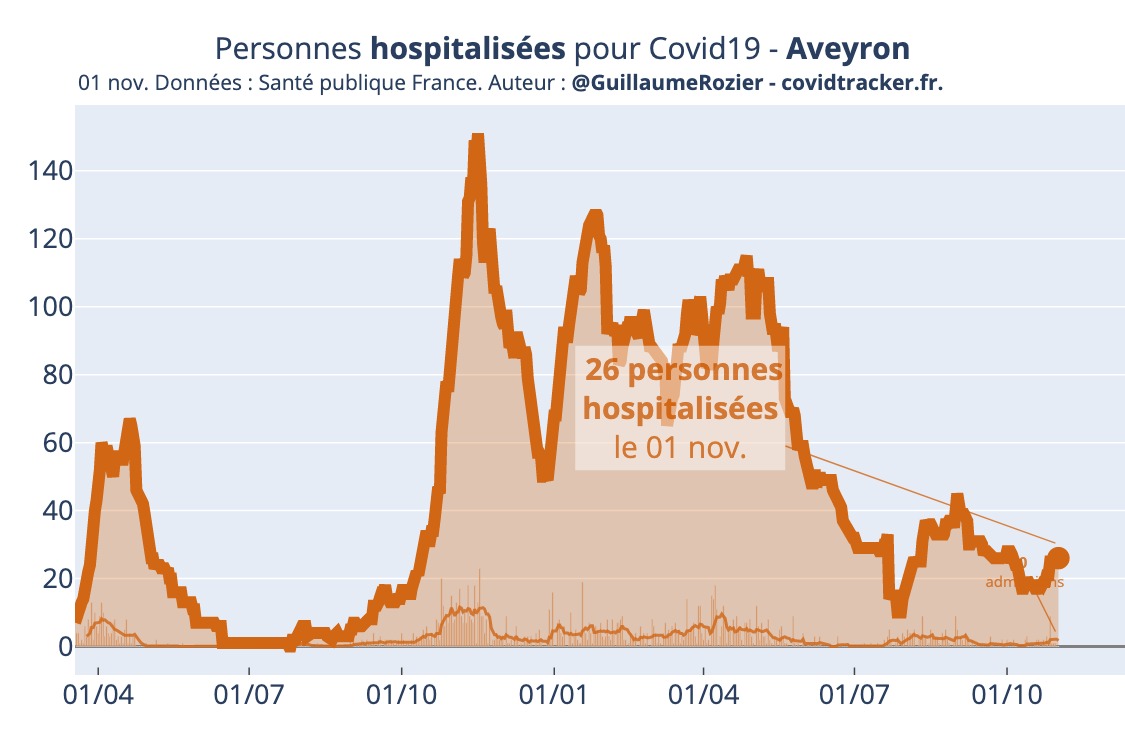 Personnes hospitalisées pour Covid19 - Aveyron
01 nov. Données : Santé publique France. Auteur : @GuillaumeRozier - covidtracker.fr.
140
120
100
80
60
40
20
0
26 personnes
hospitalisées
le 01 nov.
0
01/04 01/07 01/10 01/01 01/04 01/07 01/10